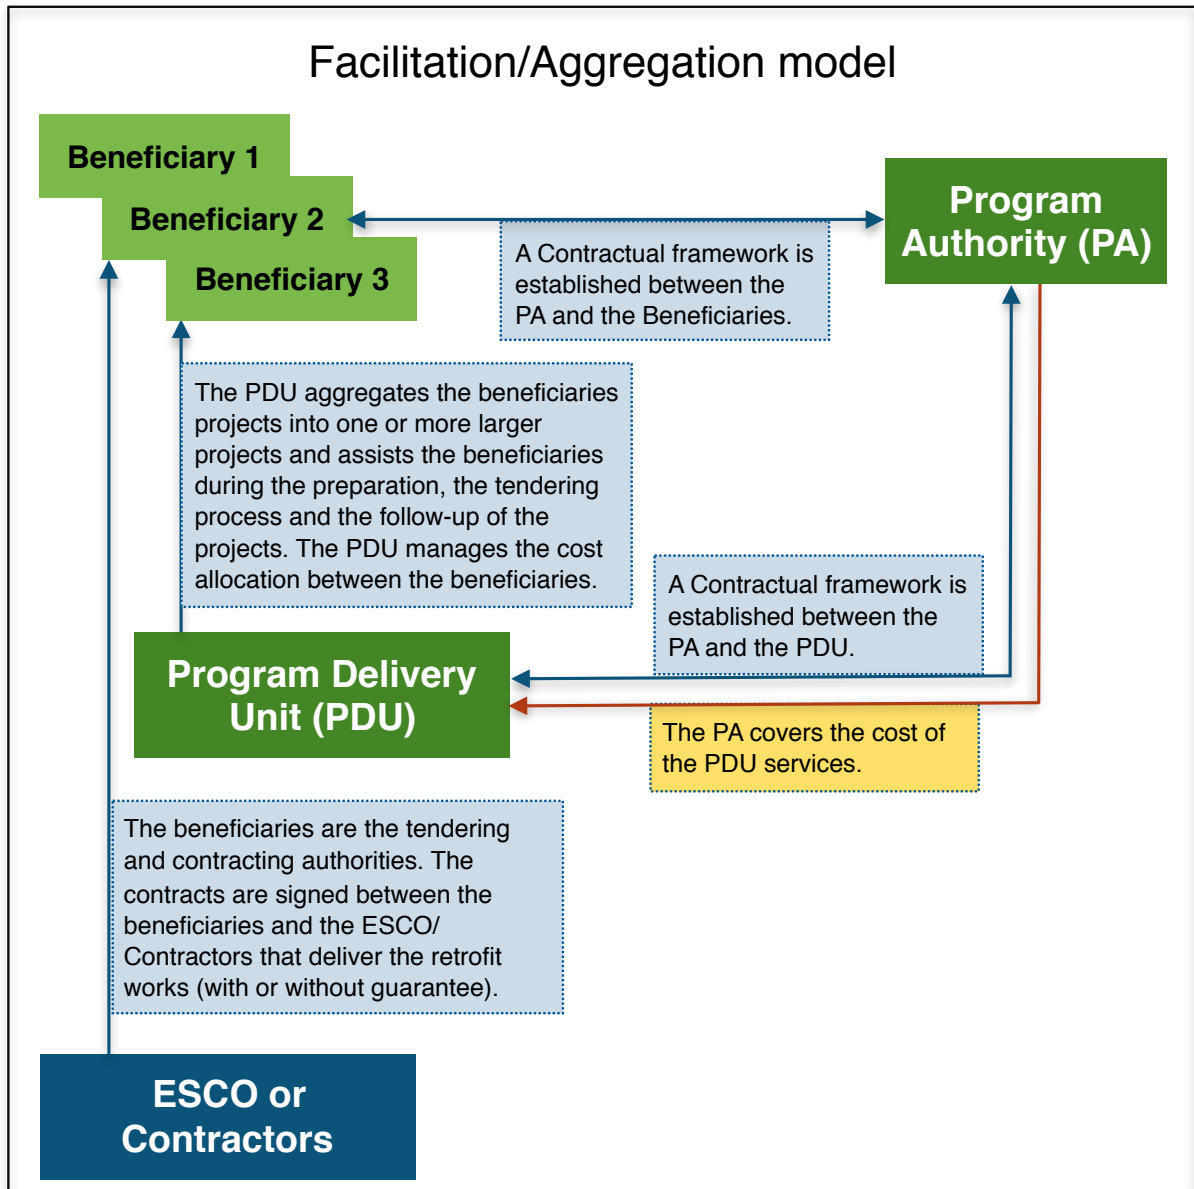 Facilitation/Aggregation model
Beneficiary 1
Beneficiary 2
Beneficiary 3
Program
Authority (PA)
A Contractual framework is
established between the
PA and the Beneficiaries.
The PDU aggregates the beneficiaries
projects into one or more larger
projects and assists the beneficiaries
during the preparation, the tendering
process and the follow-up of the
projects. The PDU manages the cost
allocation between the beneficiaries.
A Contractual framework is
established between the
PA and the PDU.
Program Delivery
Unit (PDU)
The PA covers the cost of
the PDU services.
The beneficiaries are the tendering
and contracting authorities. The
contracts are signed between the
beneficiaries and the ESCO/
Contractors that deliver the retrofit
works (with or without guarantee).
ESCO or
Contractors